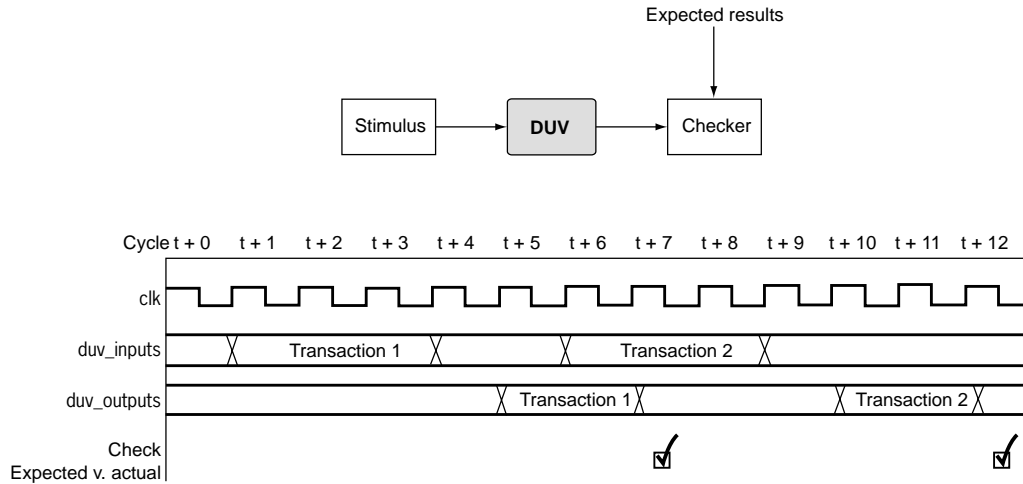 Expected results
Stimulus
DUV
Checker
Cycle t + 0 t + 1 t + 2 t + 3 t + 4 t + 5 t + 6 t + 7 t + 8 t + 9 t + 10 t + 11 t + 12
clk
duv_inputs Transaction 1 Transaction 2
duv_outputs Transaction 1 Transaction 2
Check
Expected v. actual